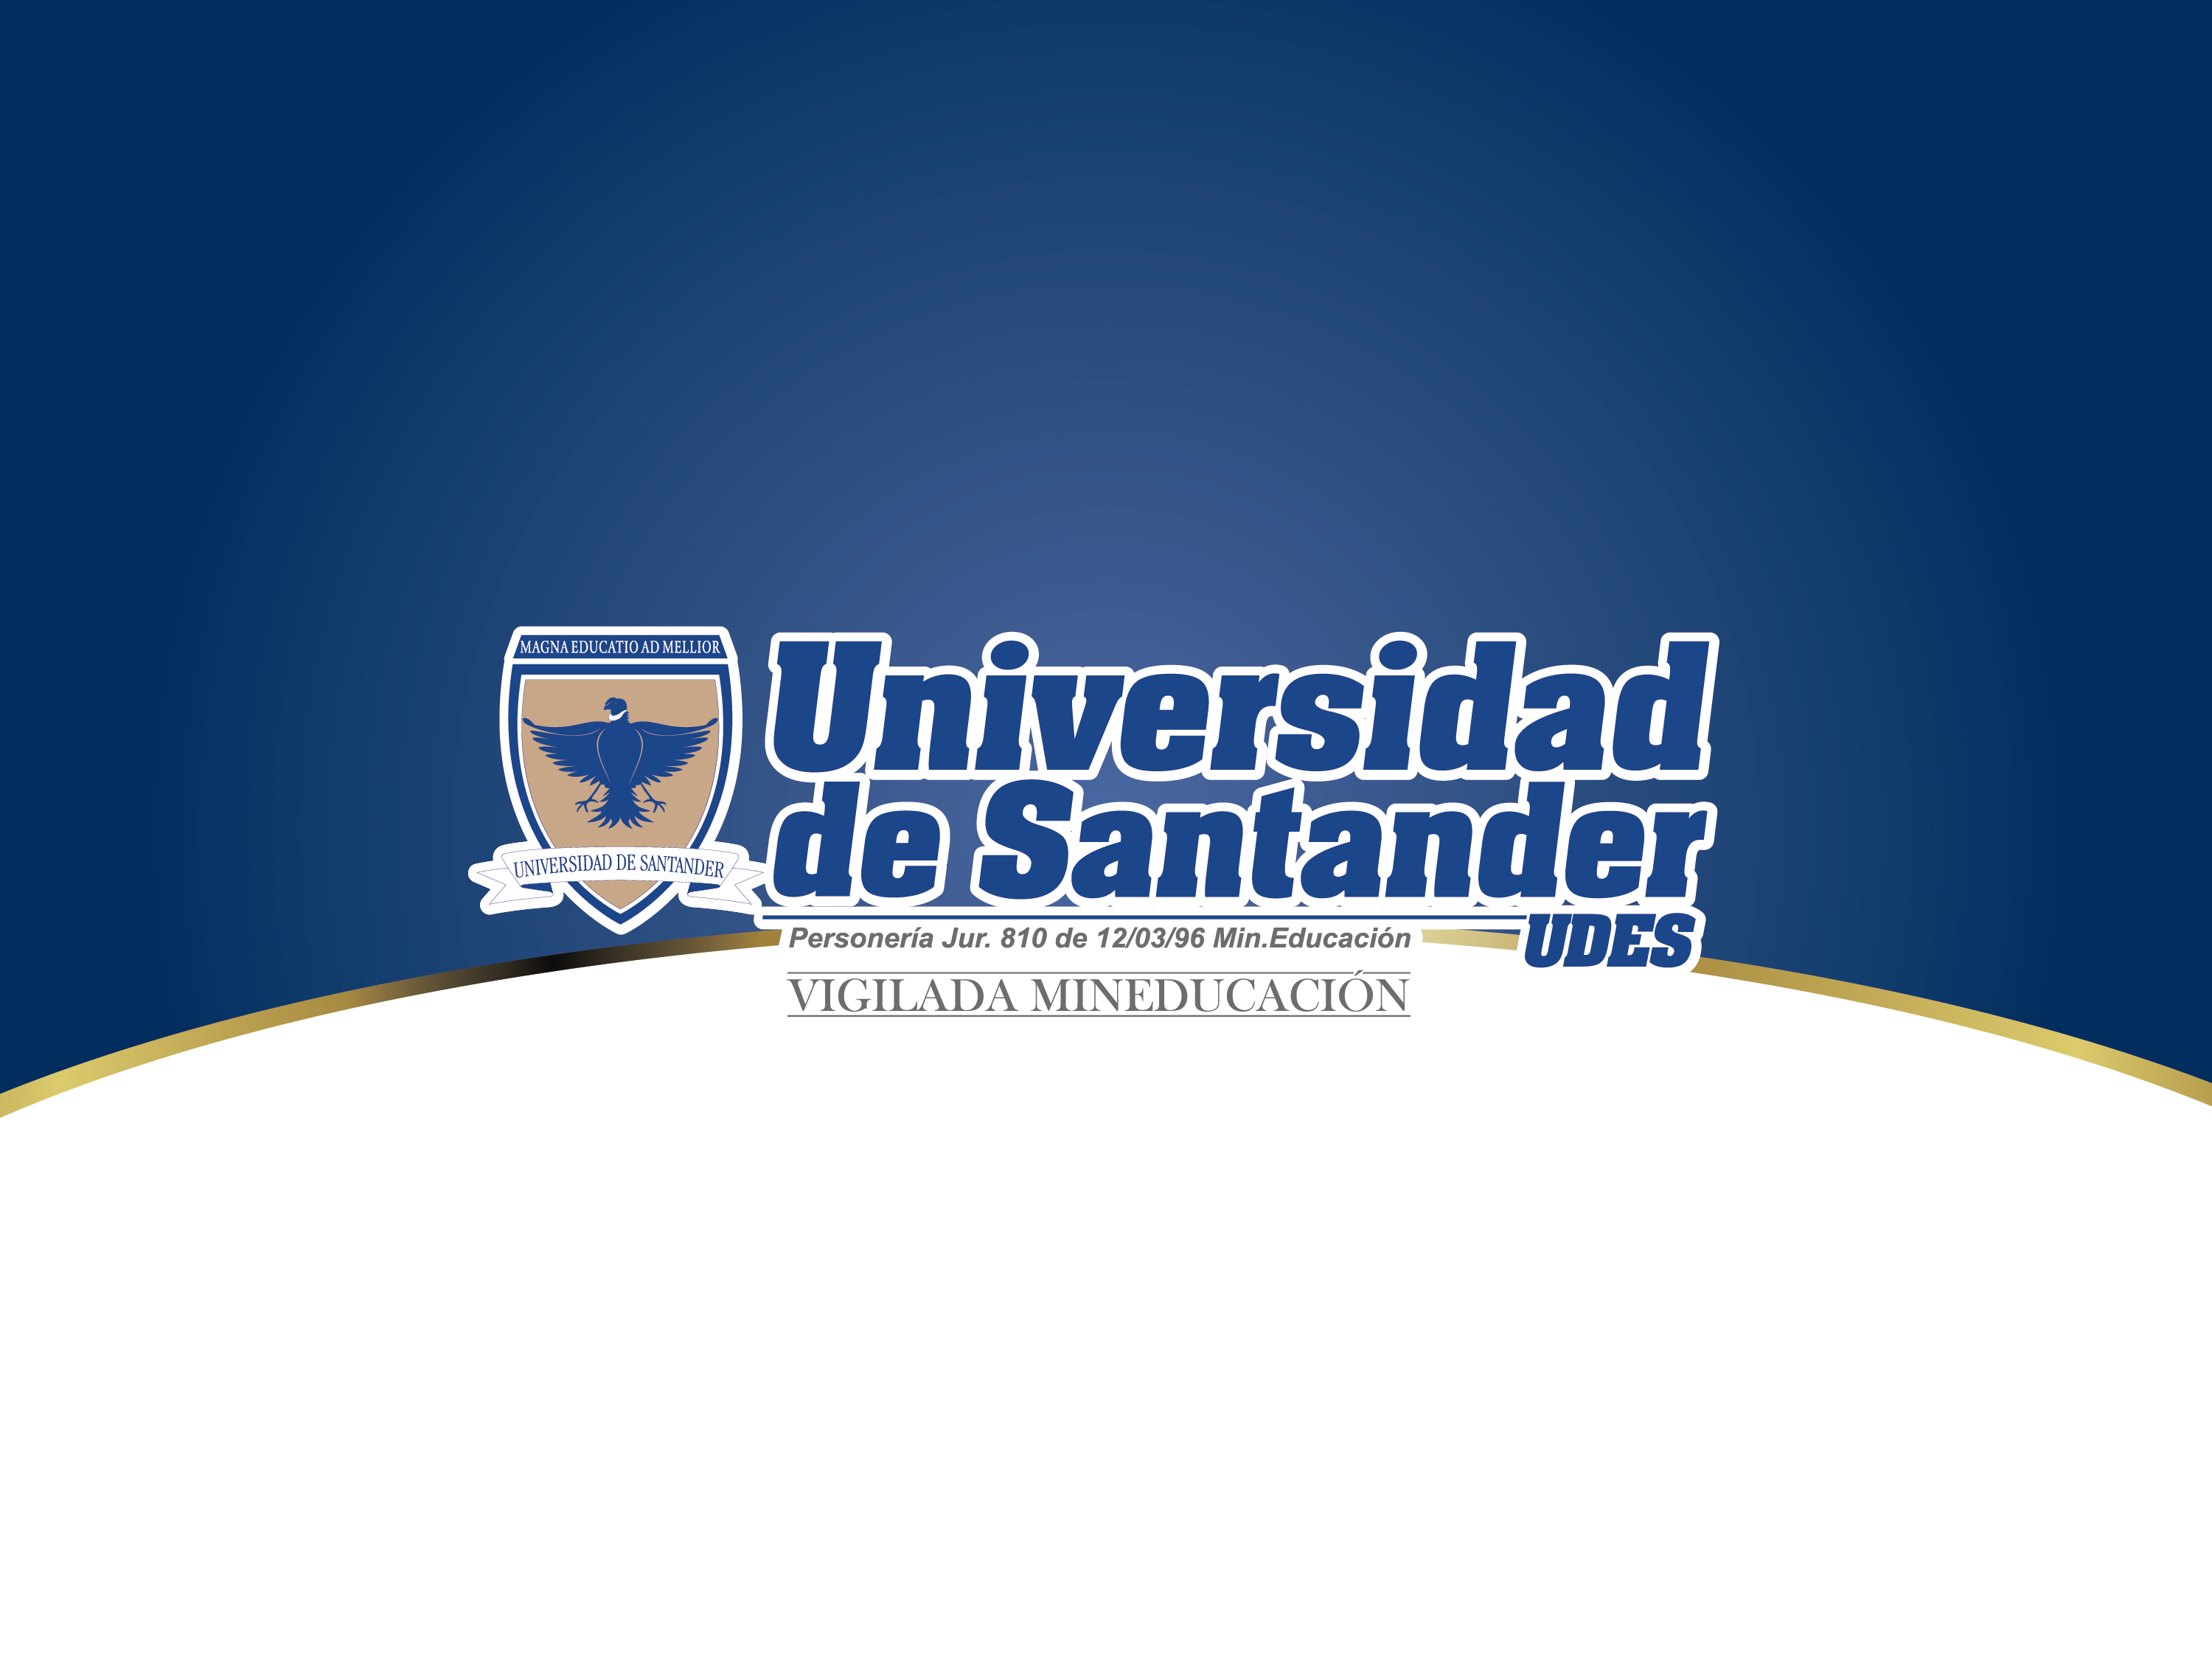 MAGNA EDUCATIO AD MELLIOR
UNIVERSIDAD DE SANTANDER
Universidad
de Santander
UDES
Personería Jur. 810 de 12/03/96 Min.Educación
VIGILADA MINEDUCACIÓN